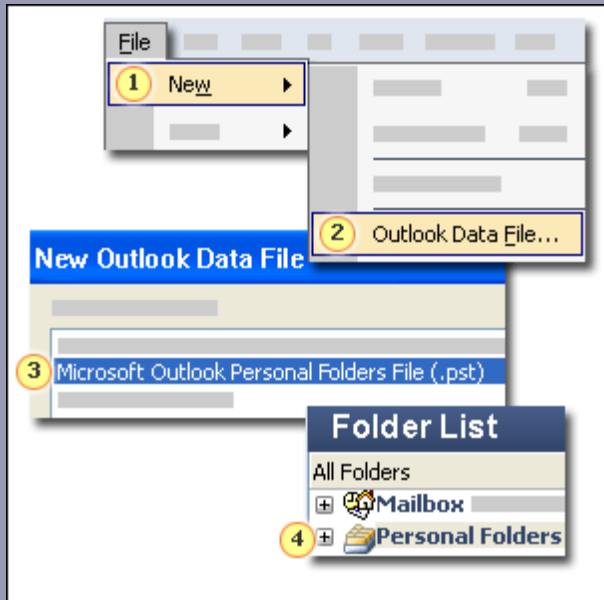 File
1 New
2 Outlook Data File...
New Outlook Data File
3 Microsoft Outlook Personal Folders File (.pst)
Folder List
All Folders
Mailbox
4 Personal Folders